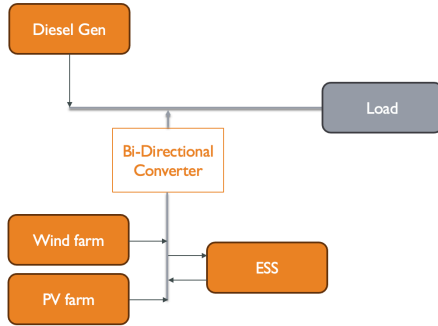 Diesel Gen
Load
Bi-Directional
Converter
Wind farm
ESS
PV farm